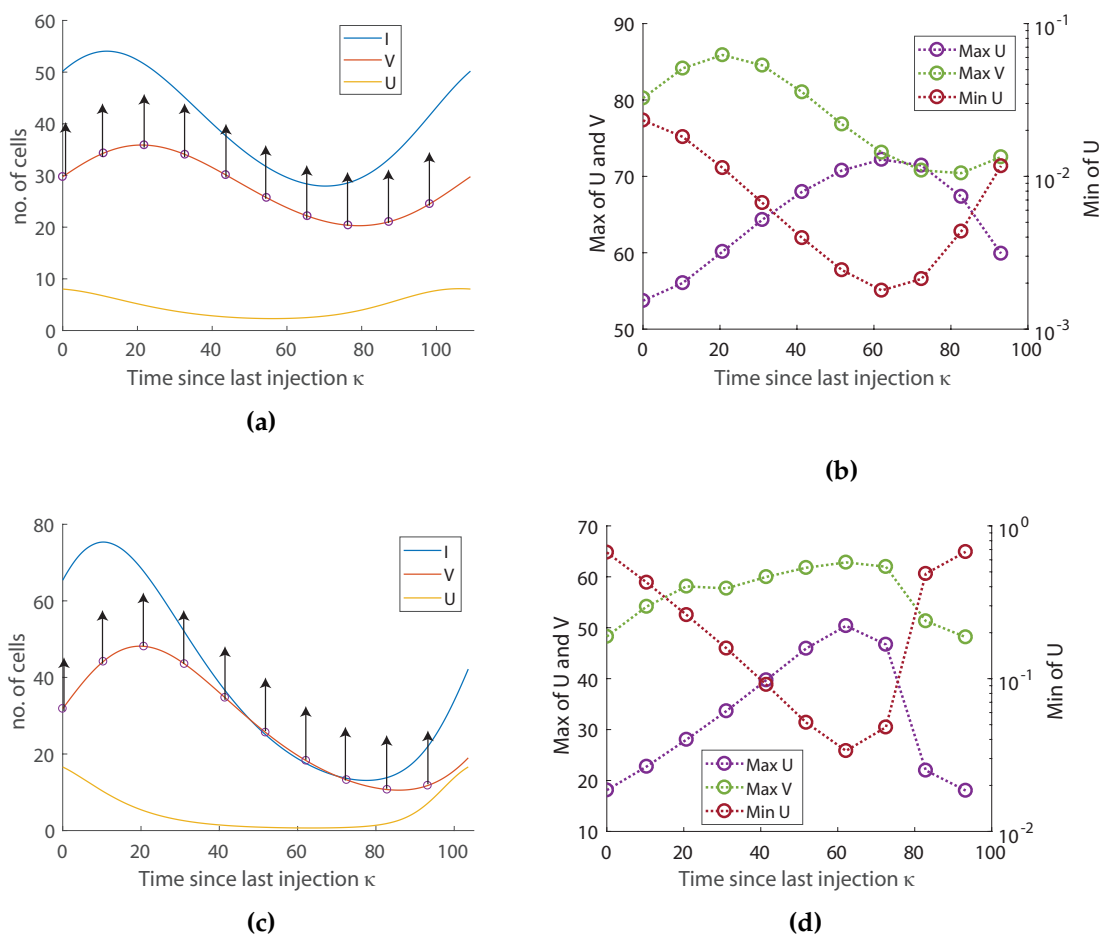 60
50
40
30
20
10
0
no. of cells
I
V
U
0 20 40 60 80 100
Time since last injection κ
(a)
90
80
70
60
50
Max of U and V
Max U
Max V
Min U
10⁻¹
10⁻²
10⁻³
Min of U
0 20 40 60 80 100
Time since last injection κ
(b)
80
60
40
20
0
no. of cells
I
V
U
0 20 40 60 80 100
Time since last injection κ
(c)
70
60
50
40
30
20
10
Max of U and V
Max U
Max V
Min U
10⁰
10⁻¹
10⁻²
Min of U
0 20 40 60 80 100
Time since last injection κ
(d)